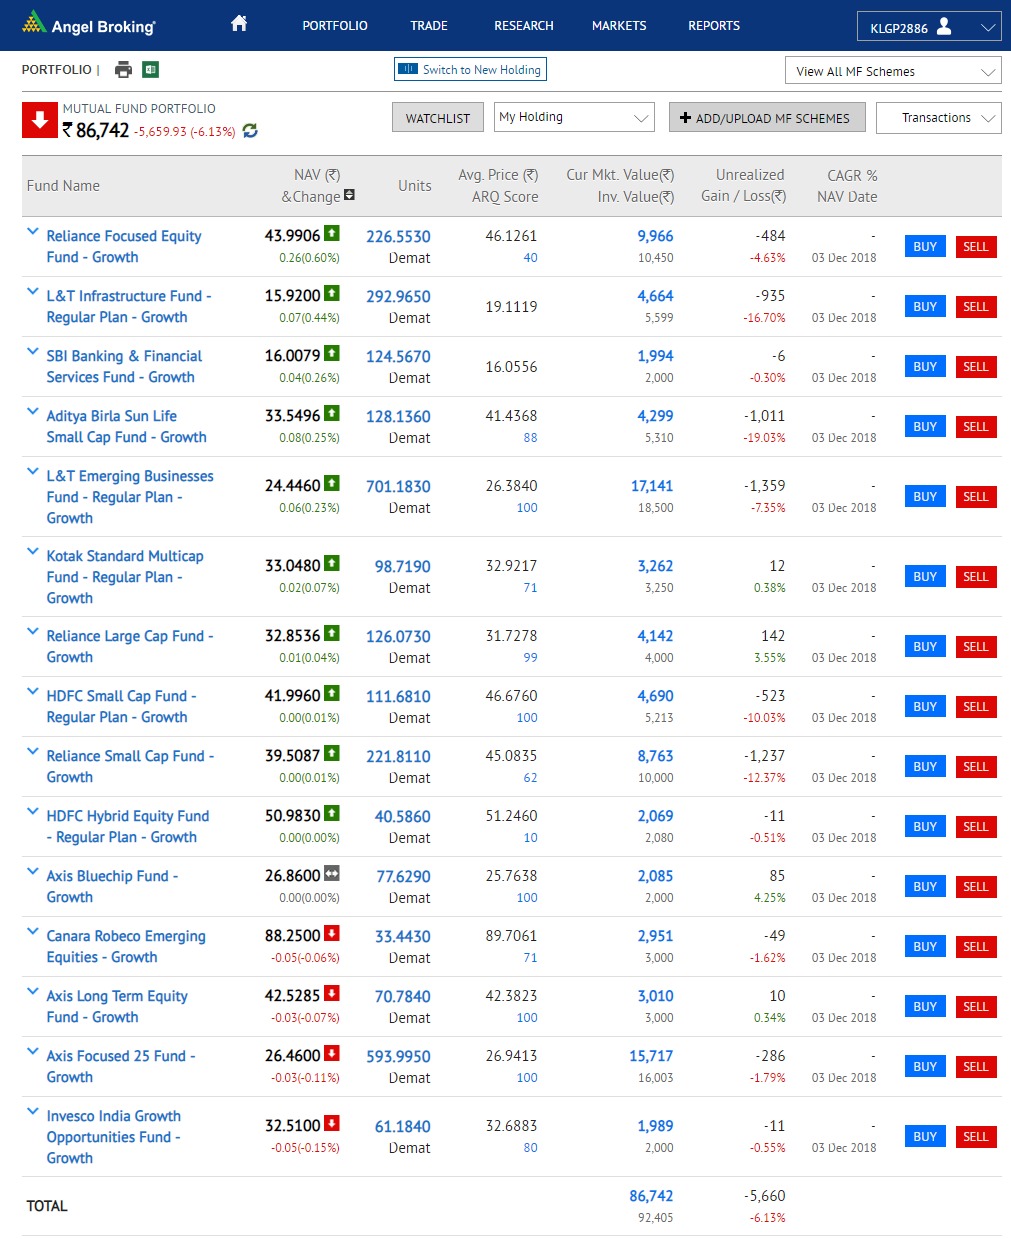 Angel Broking
PORTFOLIO TRADE RESEARCH MARKETS REPORTS KLGP2886
PORTFOLIO | Switch to New Holding View All MF Schemes
MUTUAL FUND PORTFOLIO
₹ 86,742 -5,659.93 (-6.13%) WATCHLIST My Holding + ADD/UPLOAD MF SCHEMES Transactions
Fund Name NAV (₹) &Change Units Avg. Price (₹) ARQ Score Cur Mkt. Value(₹) Inv. Value(₹) Unrealized Gain / Loss(₹) CAGR % NAV Date
Reliance Focused Equity 43.9906 226.5530 46.1261 9,966 -484 - BUY SELL
Fund - Growth 0.26(0.60%) Demat 40 10,450 -4.63% 03 Dec 2018
L&T Infrastructure Fund - 15.9200 292.9650 19.1119 4,664 -935 - BUY SELL
Regular Plan - Growth 0.07(0.44%) Demat 5,599 -16.70% 03 Dec 2018
SBI Banking & Financial 16.0079 124.5670 16.0556 1,994 -6 - BUY SELL
Services Fund - Growth 0.04(0.26%) Demat 2,000 -0.30% 03 Dec 2018
Aditya Birla Sun Life 33.5496 128.1360 41.4368 4,299 -1,011 - BUY SELL
Small Cap Fund - Growth 0.08(0.25%) Demat 88 5,310 -19.03% 03 Dec 2018
L&T Emerging Businesses 24.4460 701.1830 26.3840 17,141 -1,359 - BUY SELL
Fund - Regular Plan - 0.06(0.23%) Demat 100 18,500 -7.35% 03 Dec 2018
Growth
Kotak Standard Multicap 33.0480 98.7190 32.9217 3,262 12 - BUY SELL
Fund - Regular Plan - 0.02(0.07%) Demat 71 3,250 0.38% 03 Dec 2018
Growth
Reliance Large Cap Fund - 32.8536 126.0730 31.7278 4,142 142 - BUY SELL
Growth 0.01(0.04%) Demat 99 4,000 3.55% 03 Dec 2018
HDFC Small Cap Fund - 41.9960 111.6810 46.6760 4,690 -523 - BUY SELL
Regular Plan - Growth 0.00(0.01%) Demat 100 5,213 -10.03% 03 Dec 2018
Reliance Small Cap Fund - 39.5087 221.8110 45.0835 8,763 -1,237 - BUY SELL
Growth 0.00(0.01%) Demat 62 10,000 -12.37% 03 Dec 2018
HDFC Hybrid Equity Fund 50.9830 40.5860 51.2460 2,069 -11 - BUY SELL
- Regular Plan - Growth 0.00(0.00%) Demat 10 2,080 -0.51% 03 Dec 2018
Axis Bluechip Fund - 26.8600 77.6290 25.7638 2,085 85 - BUY SELL
Growth 0.00(0.00%) Demat 100 2,000 4.25% 03 Dec 2018
Canara Robeco Emerging 88.2500 33.4430 89.7061 2,951 -49 - BUY SELL
Equities - Growth -0.05(-0.06%) Demat 71 3,000 -1.62% 03 Dec 2018
Axis Long Term Equity 42.5285 70.7840 42.3823 3,010 10 - BUY SELL
Fund - Growth -0.03(-0.07%) Demat 100 3,000 0.34% 03 Dec 2018
Axis Focused 25 Fund - 26.4600 593.9950 26.9413 15,717 -286 - BUY SELL
Growth -0.03(-0.11%) Demat 100 16,003 -1.79% 03 Dec 2018
Invesco India Growth 32.5100 61.1840 32.6883 1,989 -11 - BUY SELL
Opportunities Fund - -0.05(-0.15%) Demat 80 2,000 -0.55% 03 Dec 2018
Growth
TOTAL 86,742 -5,660
92,405 -6.13%